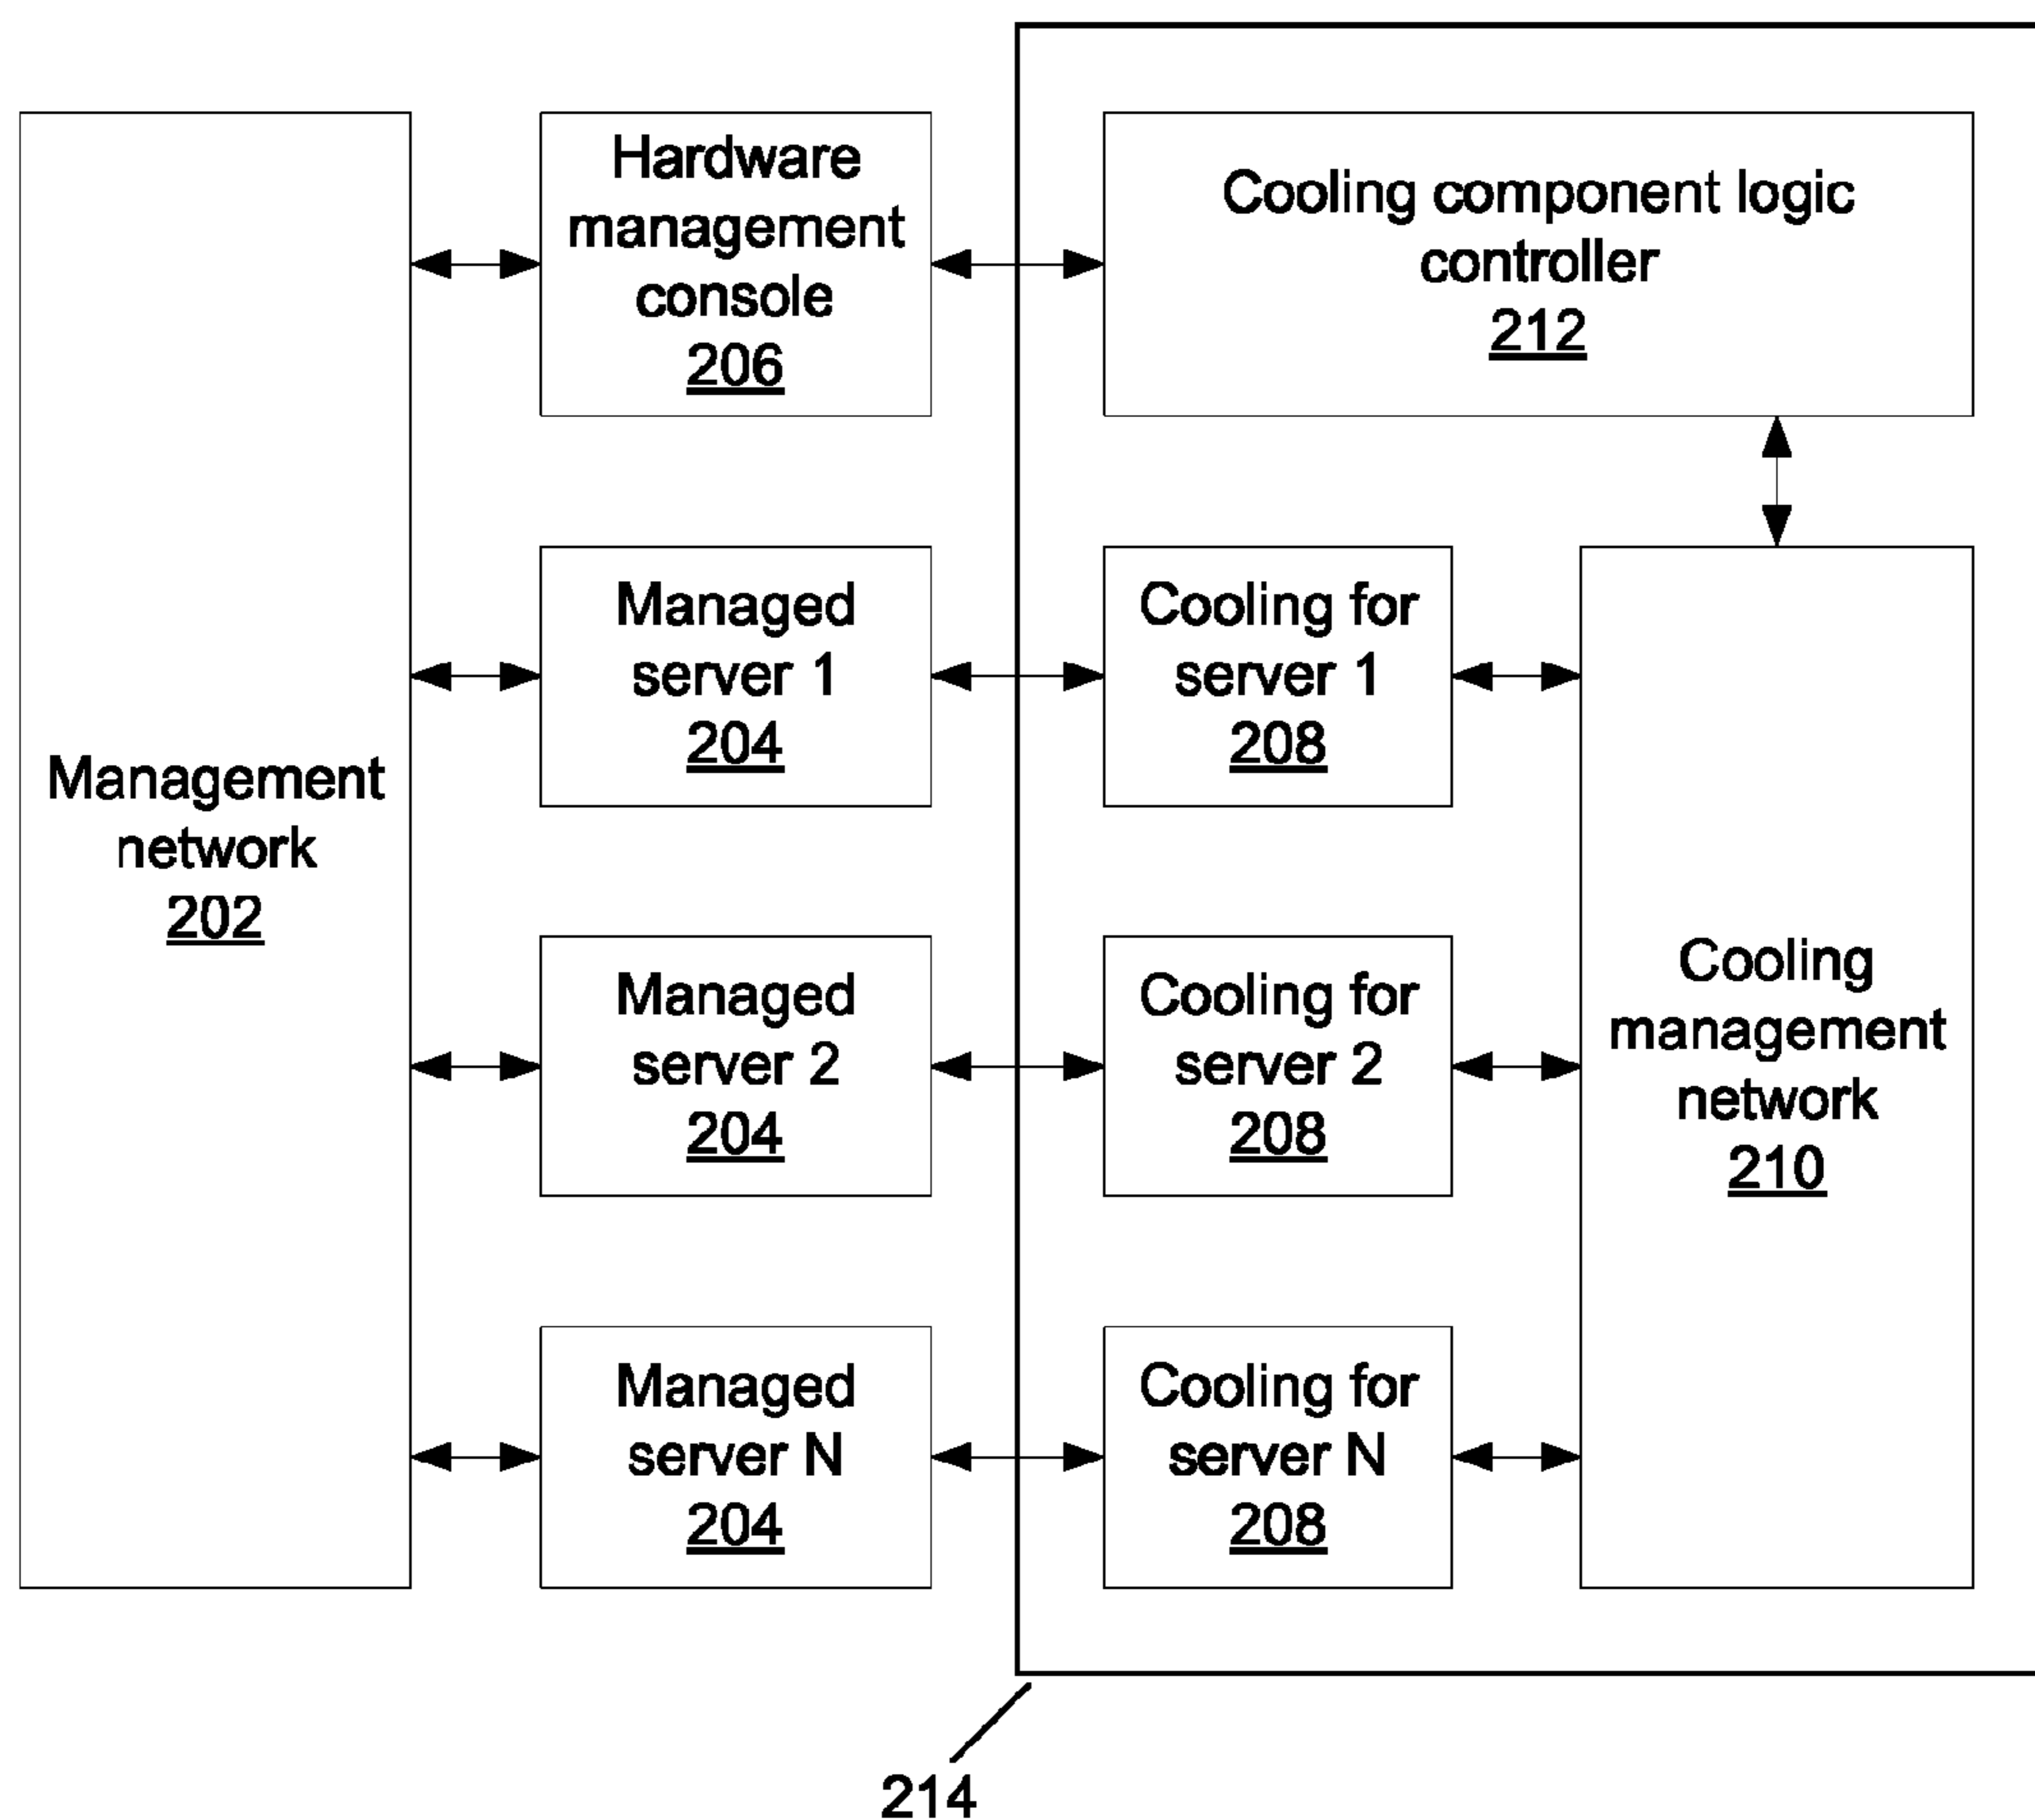 Hardware
management
console
206
Cooling component logic
controller
212
Management
network
202
Managed
server 1
204
Cooling for
server 1
208
Managed
server 2
204
Cooling for
server 2
208
Cooling
management
network
210
Managed
server N
204
Cooling for
server N
208
214